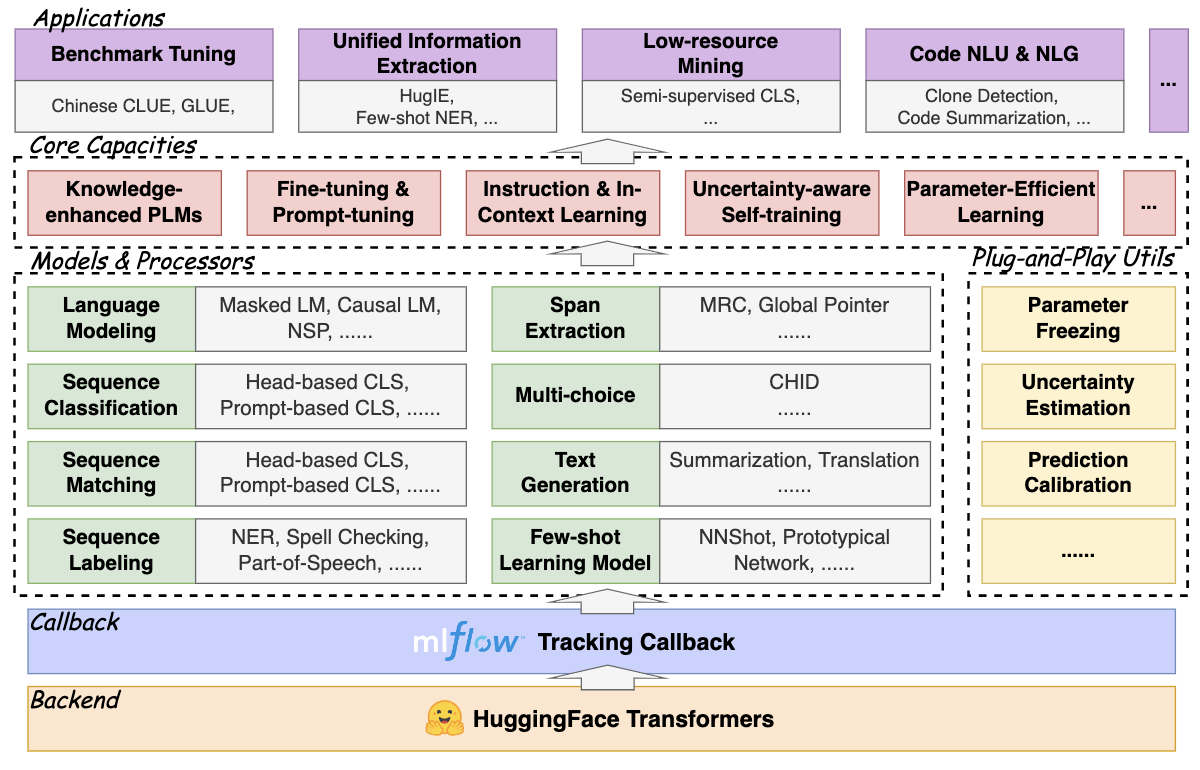 Applications
Benchmark Tuning
Chinese CLUE, GLUE,
Unified Information
Extraction
HugIE,
Few-shot NER, ...
Low-resource
Mining
Semi-supervised CLS,
...
Code NLU & NLG
Clone Detection,
Code Summarization, ...
...
Core Capacities
Knowledge-
enhanced PLMs
Fine-tuning &
Prompt-tuning
Instruction & In-
Context Learning
Uncertainty-aware
Self-training
Parameter-Efficient
Learning
...
Models & Processors
Language
Modeling
Masked LM, Causal LM,
NSP, ......
Span
Extraction
MRC, Global Pointer
......
Sequence
Classification
Head-based CLS,
Prompt-based CLS, ......
Multi-choice
CHID
......
Sequence
Matching
Head-based CLS,
Prompt-based CLS, ......
Text
Generation
Summarization, Translation
......
Sequence
Labeling
NER, Spell Checking,
Part-of-Speech, ......
Few-shot
Learning Model
NNShot, Prototypical
Network, ......
Plug-and-Play Utils
Parameter
Freezing
Uncertainty
Estimation
Prediction
Calibration
......
Callback
mlflow™ Tracking Callback
Backend
HuggingFace Transformers